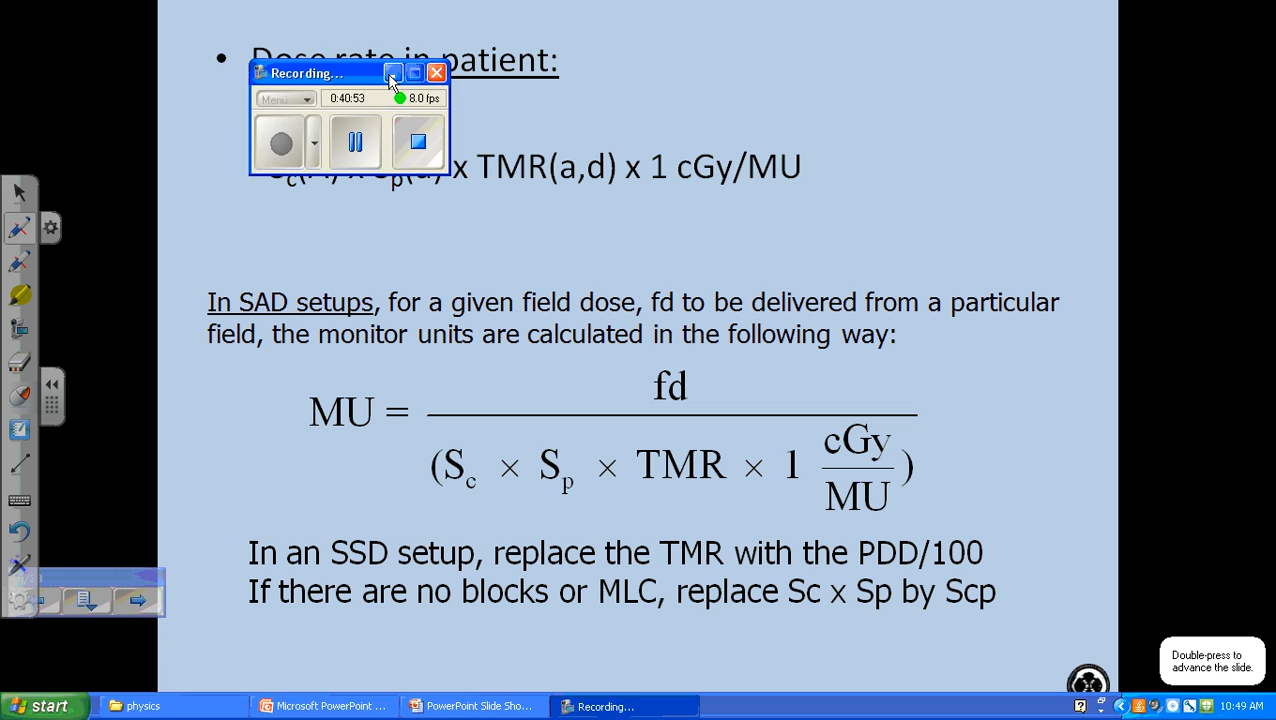 • Dose rate in patient:
Recording...
Menu
0:40:53
8.0 fps
Sc(A) x Sp(a) x TMR(a,d) x 1 cGy/MU
In SAD setups, for a given field dose, fd to be delivered from a particular
field, the monitor units are calculated in the following way:
fd
MU =
(Sc × Sp × TMR × 1 cGy/MU)
In an SSD setup, replace the TMR with the PDD/100
If there are no blocks or MLC, replace Sc x Sp by Scp
Double-press to
advance the slide.
start
physics
Microsoft PowerPoint ...
PowerPoint Slide Sho...
Recording...
10:49 AM